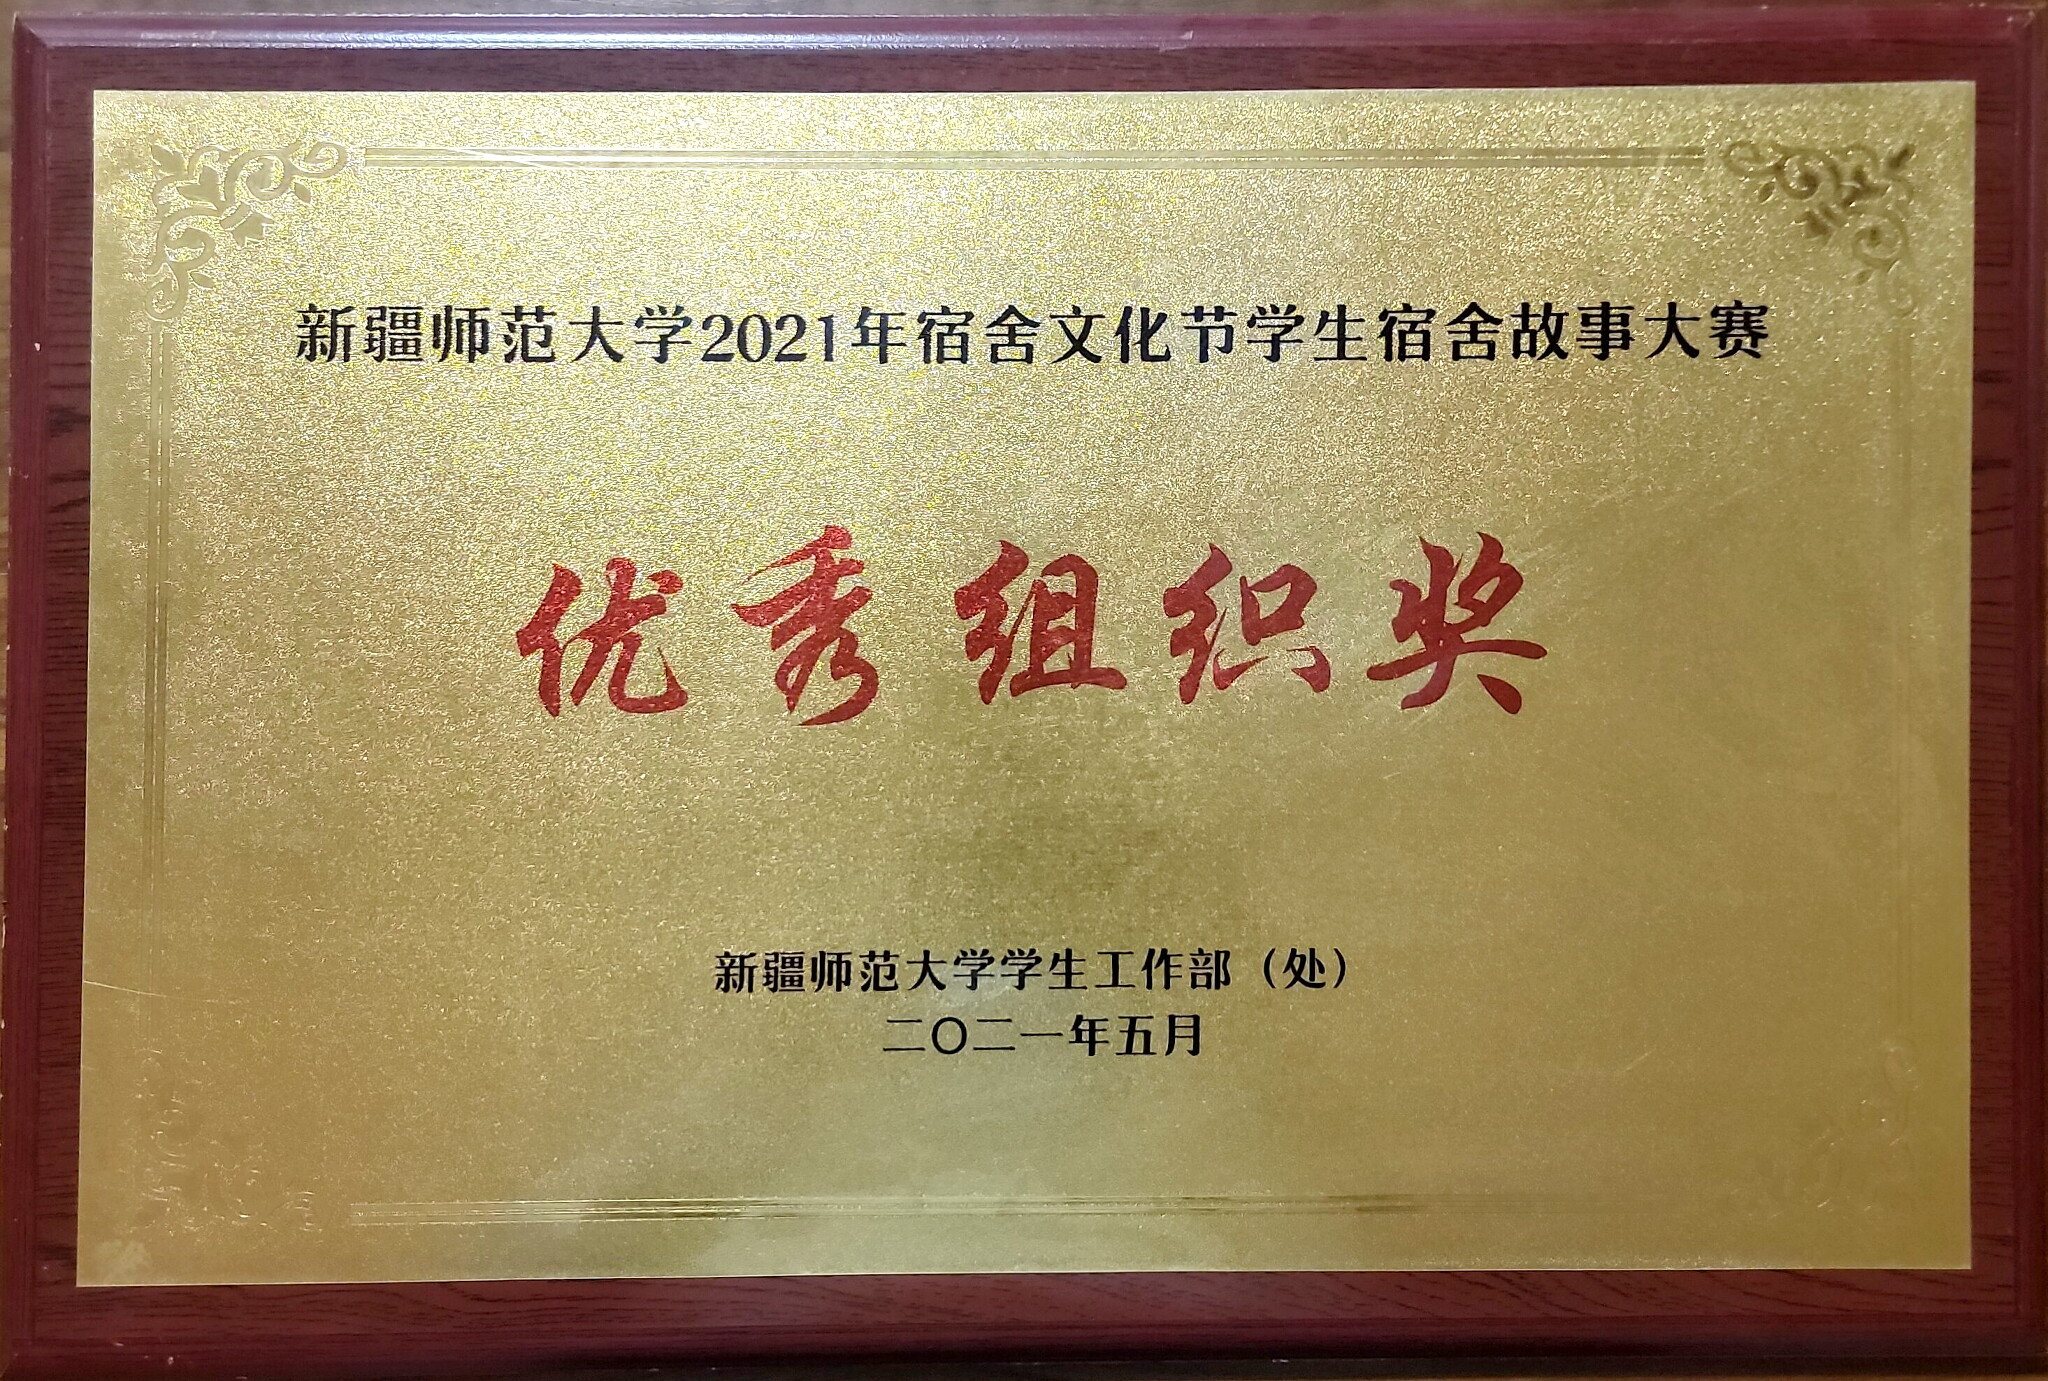 新疆师范大学2021年宿舍文化节学生宿舍故事大赛
优秀组织奖
新疆师范大学学生工作部（处）
二〇二一年五月